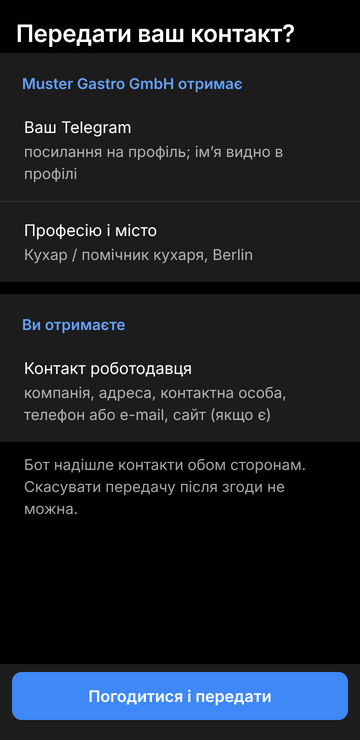 Передати ваш контакт?
Muster Gastro GmbH отримає
Ваш Telegram
посилання на профіль; ім’я видно в
профілі
Професію і місто
Кухар / помічник кухаря, Berlin
Ви отримаєте
Контакт роботодавця
компанія, адреса, контактна особа,
телефон або e-mail, сайт (якщо є)
Бот надішле контакти обом сторонам.
Скасувати передачу після згоди не
можна.
Погодитися і передати